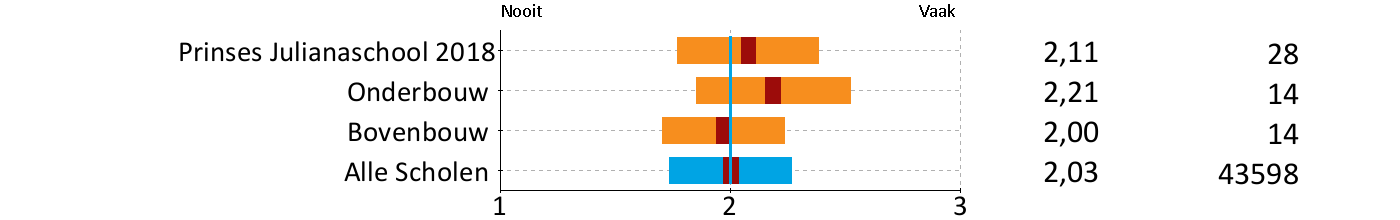 Nooit Vaak
Prinses Julianaschool 2018 2,11 28
Onderbouw 2,21 14
Bovenbouw 2,00 14
Alle Scholen 2,03 43598
1 2 3